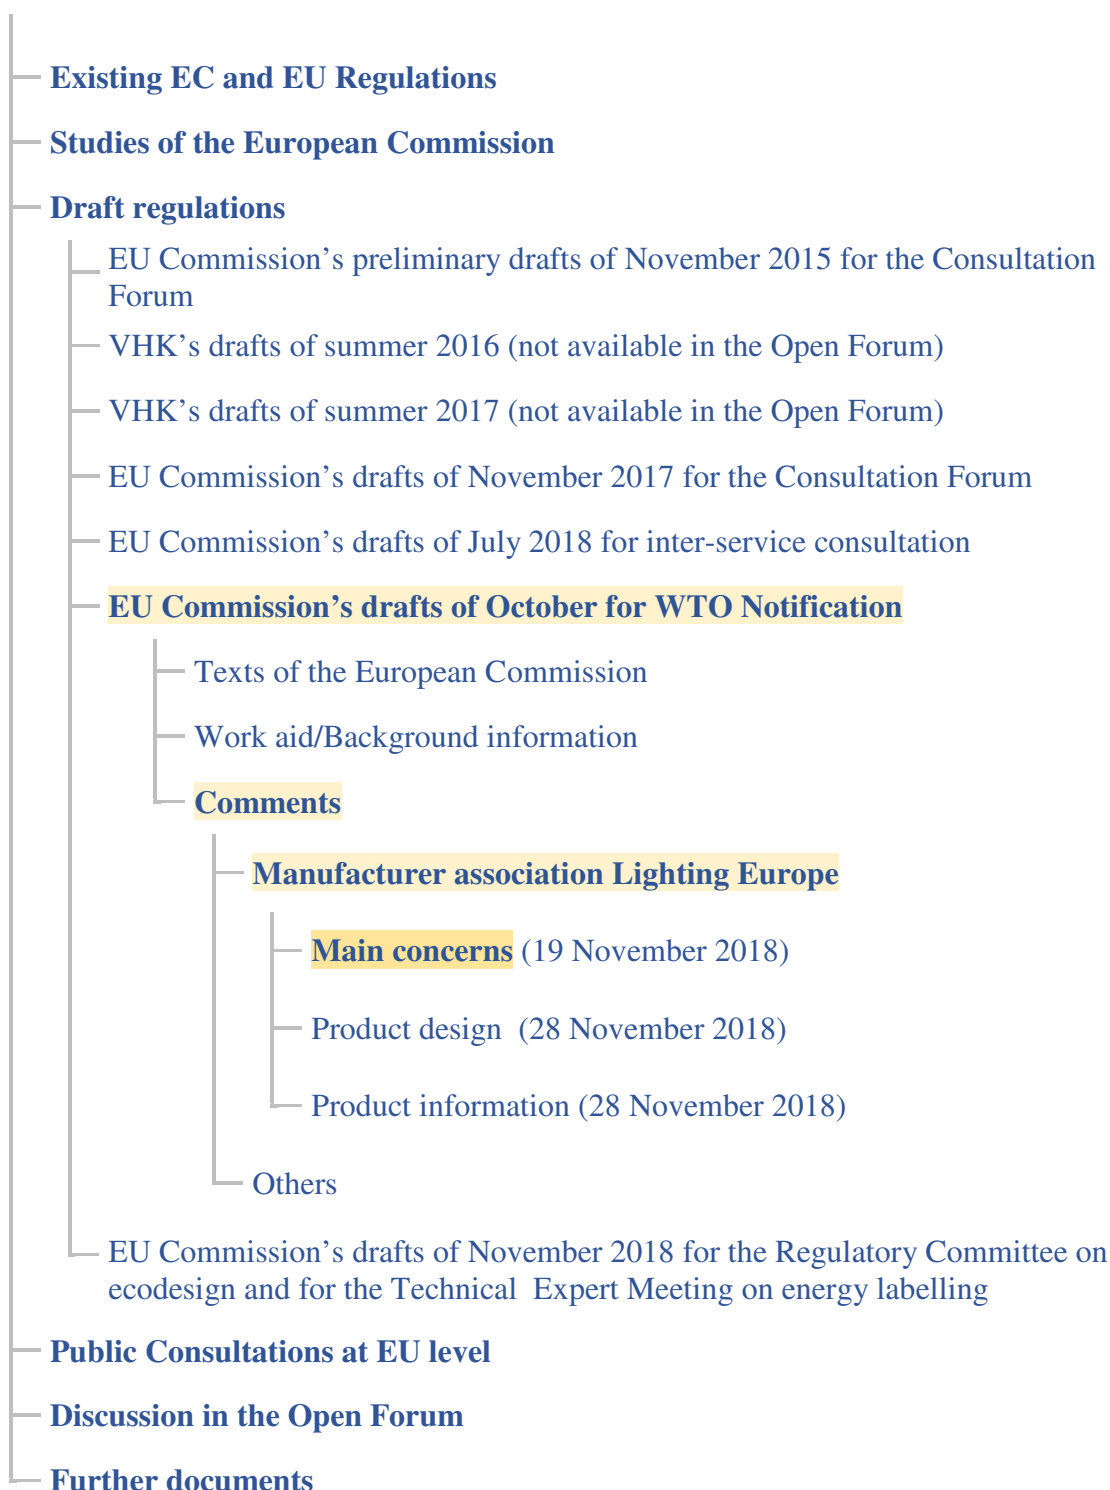 Existing EC and EU Regulations
Studies of the European Commission
Draft regulations
EU Commission’s preliminary drafts of November 2015 for the Consultation
Forum
VHK’s drafts of summer 2016 (not available in the Open Forum)
VHK’s drafts of summer 2017 (not available in the Open Forum)
EU Commission’s drafts of November 2017 for the Consultation Forum
EU Commission’s drafts of July 2018 for inter-service consultation
EU Commission’s drafts of October for WTO Notification
Texts of the European Commission
Work aid/Background information
Comments
Manufacturer association Lighting Europe
Main concerns (19 November 2018)
Product design  (28 November 2018)
Product information (28 November 2018)
Others
EU Commission’s drafts of November 2018 for the Regulatory Committee on
ecodesign and for the Technical  Expert Meeting on energy labelling
Public Consultations at EU level
Discussion in the Open Forum
Further documents